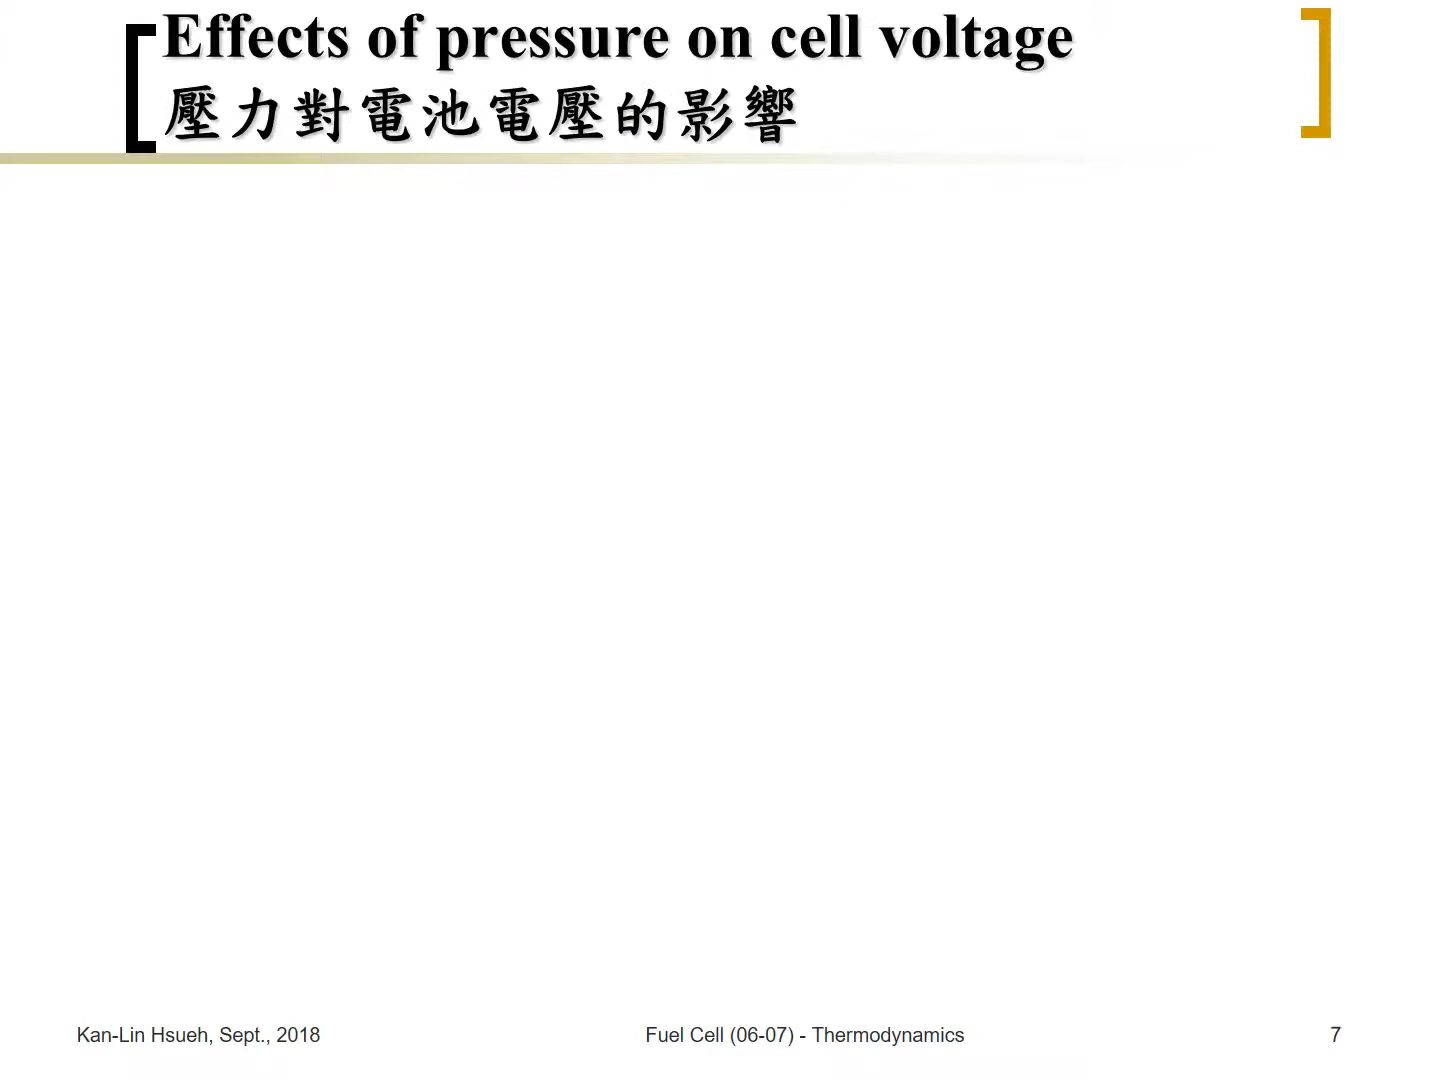 Effects of pressure on cell voltage
壓力對電池電壓的影響
Kan-Lin Hsueh, Sept., 2018
Fuel Cell (06-07) - Thermodynamics
7